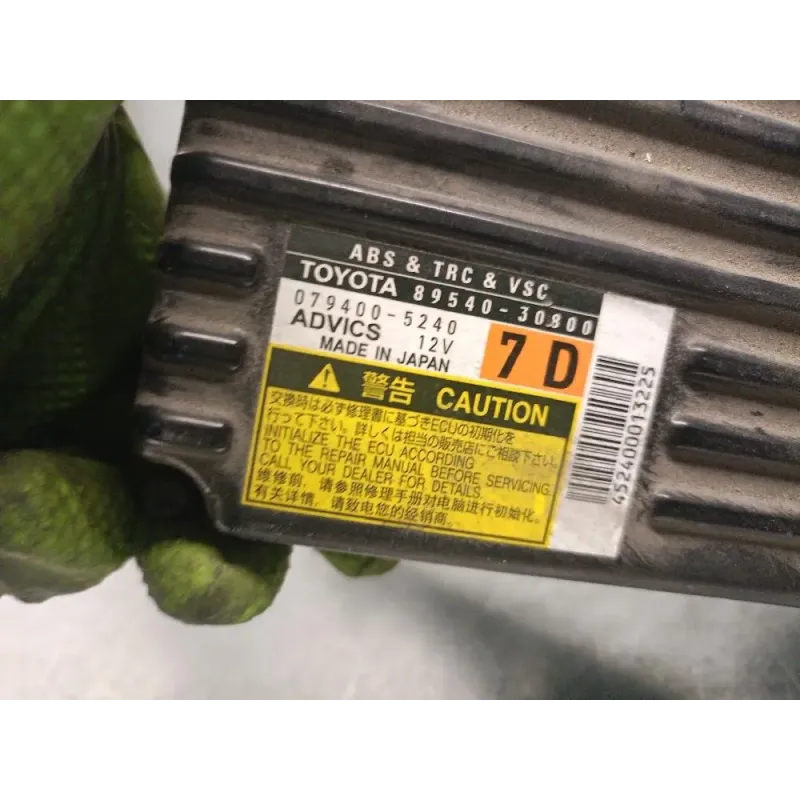 ABS & TRC & VSC
TOYOTA 89540-30800
079400-5240
ADVICS 12V
MADE IN JAPAN
7 D
警告 CAUTION
交換時は必ず修理書に基づきECUの初期化を
行って下さい。詳しくは担当の販売店にご相談下さい。
INITIALIZE THE ECU ACCORDING
TO THE REPAIR MANUAL BEFORE SERVICING.
CALL YOUR DEALER FOR DETAILS.
维修前，请参照修理手册对电脑进行初始化。
有关详情，请致电您的经销商。
452400013225